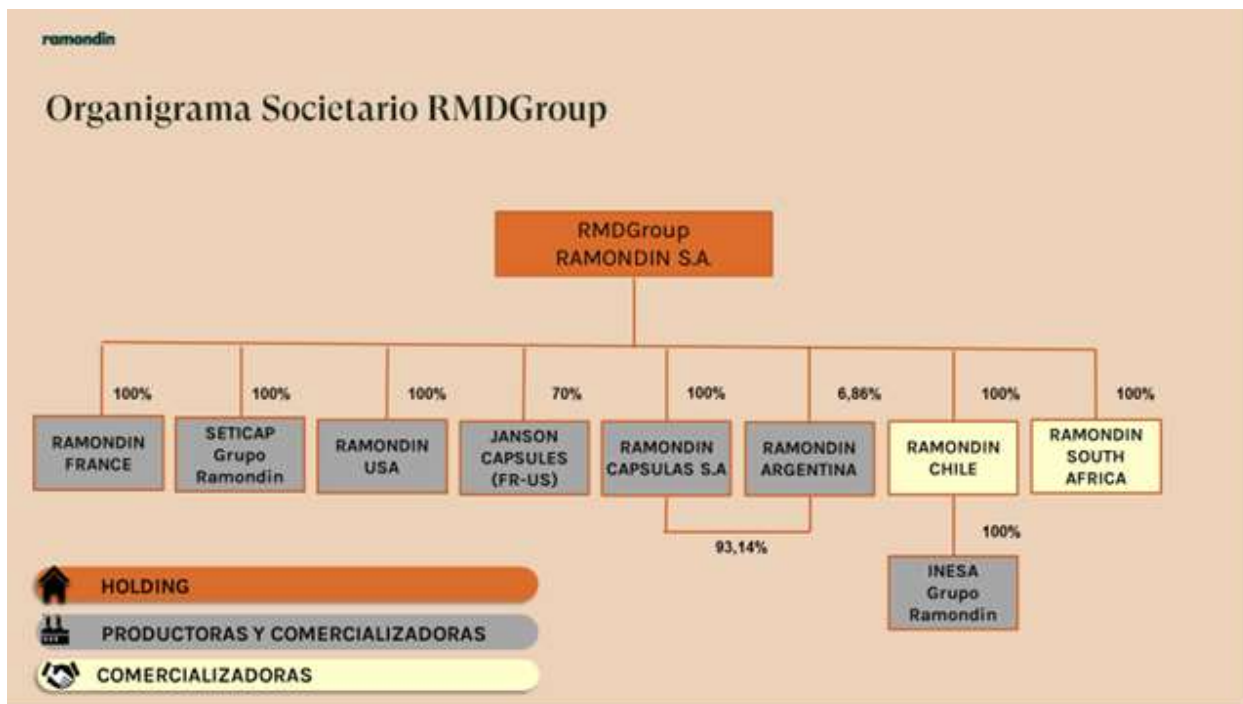 ramondin
Organigrama Societario RMDGroup
RMDGroup
RAMONDIN S.A.
100%
100%
100%
70%
100%
6,86%
100%
100%
RAMONDIN
FRANCE
SETICAP
Grupo
Ramondin
RAMONDIN
USA
JANSON
CAPSULES
(FR-US)
RAMONDIN
CAPSULAS S.A
RAMONDIN
ARGENTINA
RAMONDIN
CHILE
RAMONDIN
SOUTH
AFRICA
93,14%
100%
INESA
Grupo
Ramondin
HOLDING
PRODUCTORAS Y COMERCIALIZADORAS
COMERCIALIZADORAS